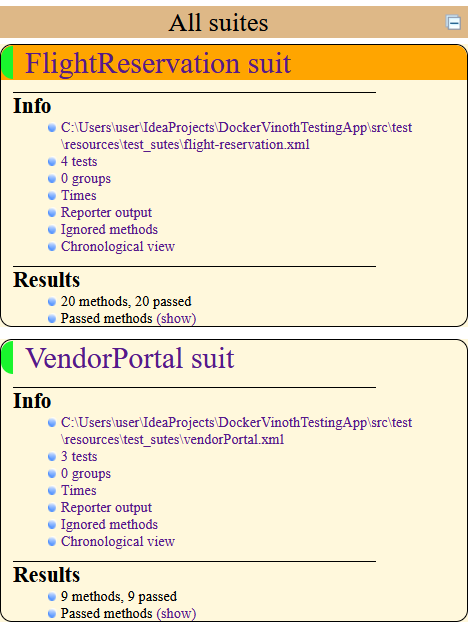 All suites
FlightReservation suit
Info
C:\Users\user\IdeaProjects\DockerVinothTestingApp\src\test
\resources\test_sutes\flight-reservation.xml
4 tests
0 groups
Times
Reporter output
Ignored methods
Chronological view
Results
20 methods, 20 passed
Passed methods (show)
VendorPortal suit
Info
C:\Users\user\IdeaProjects\DockerVinothTestingApp\src\test
\resources\test_sutes\vendorPortal.xml
3 tests
0 groups
Times
Reporter output
Ignored methods
Chronological view
Results
9 methods, 9 passed
Passed methods (show)